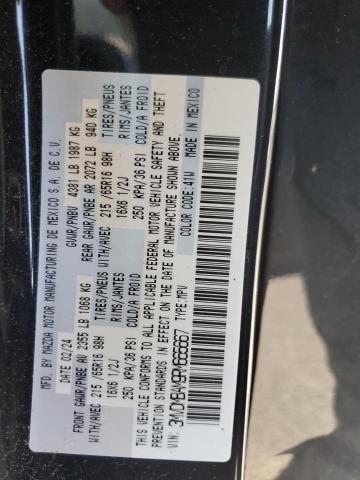 MFD. BY MAZDA MOTOR MANUFACTURING DE MEXICO S.A. DE C.V.
DATE: 02/24 GVWR/PNBV 4381 LB 1987 KG
FRONT GAWR/PNBE AV 2355 LB 1068 KG REAR GAWR/PNBE AR 2072 LB 940 KG
WITH/AVEC 215/65R16 98H TIRES/PNEUS WITH/AVEC 215/65R16 98H TIRES/PNEUS
16X6 1/2J RIMS/JANTES 16X6 1/2J RIMS/JANTES
250 KPA/36 PSI COLD/A FROID 250 KPA/36 PSI COLD/A FROID
THIS VEHICLE CONFORMS TO ALL APPLICABLE FEDERAL MOTOR VEHICLE SAFETY AND THEFT
PREVENTION STANDARDS IN EFFECT ON THE DATE OF MANUFACTURE SHOWN ABOVE.
VIN: TYPE: MPV COLOR CODE: 41W MADE IN MEXICO